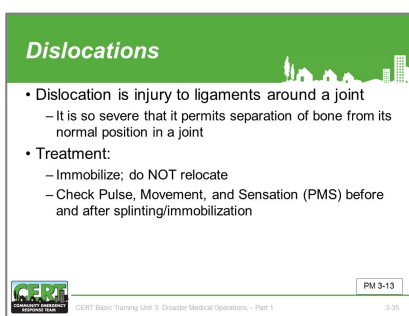 Dislocations
• Dislocation is injury to ligaments around a joint
– It is so severe that it permits separation of bone from its
normal position in a joint
• Treatment:
– Immobilize; do NOT relocate
– Check Pulse, Movement, and Sensation (PMS) before
and after splinting/immobilization
PM 3-13
CERT
COMMUNITY EMERGENCY
RESPONSE TEAM
CERT Basic Training Unit 3: Disaster Medical Operations – Part 1
3-35